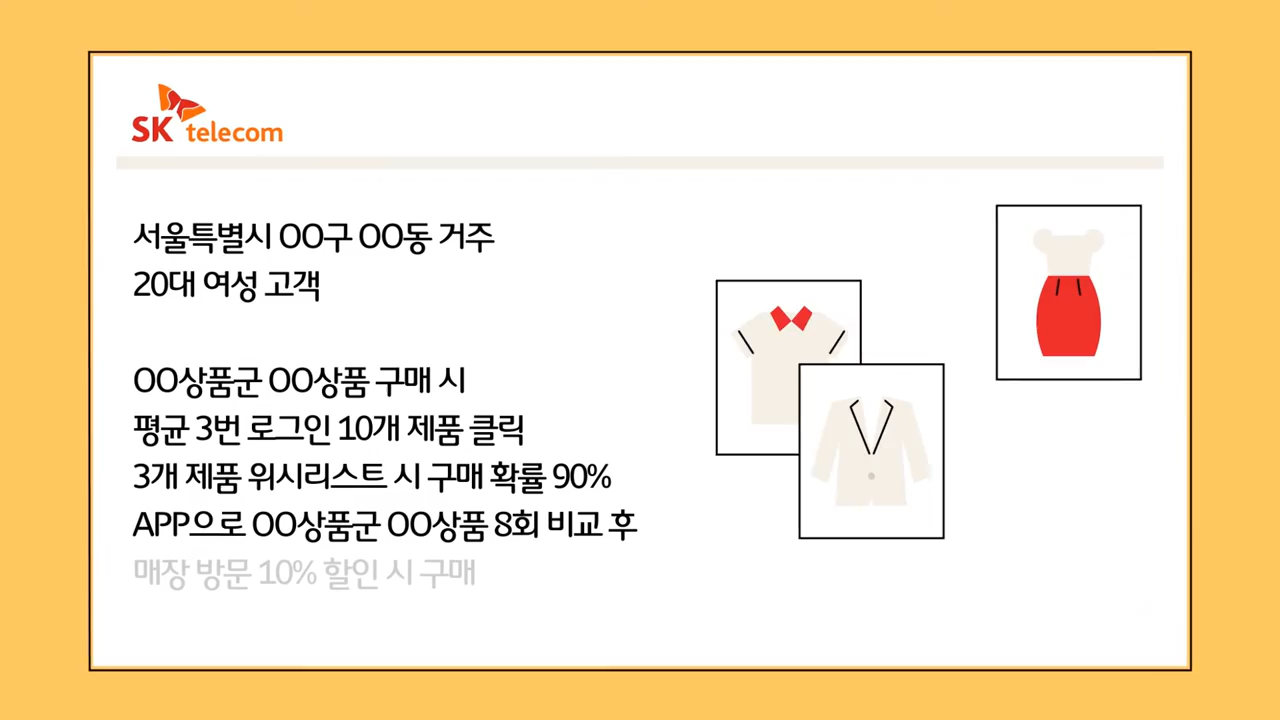 SK telecom
서울특별시 OO구 OO동 거주
20대 여성 고객
OO상품군 OO상품 구매 시
평균 3번 로그인 10개 제품 클릭
3개 제품 위시리스트 시 구매 확률 90%
APP으로 OO상품군 OO상품 8회 비교 후
매장 방문 10% 할인 시 구매